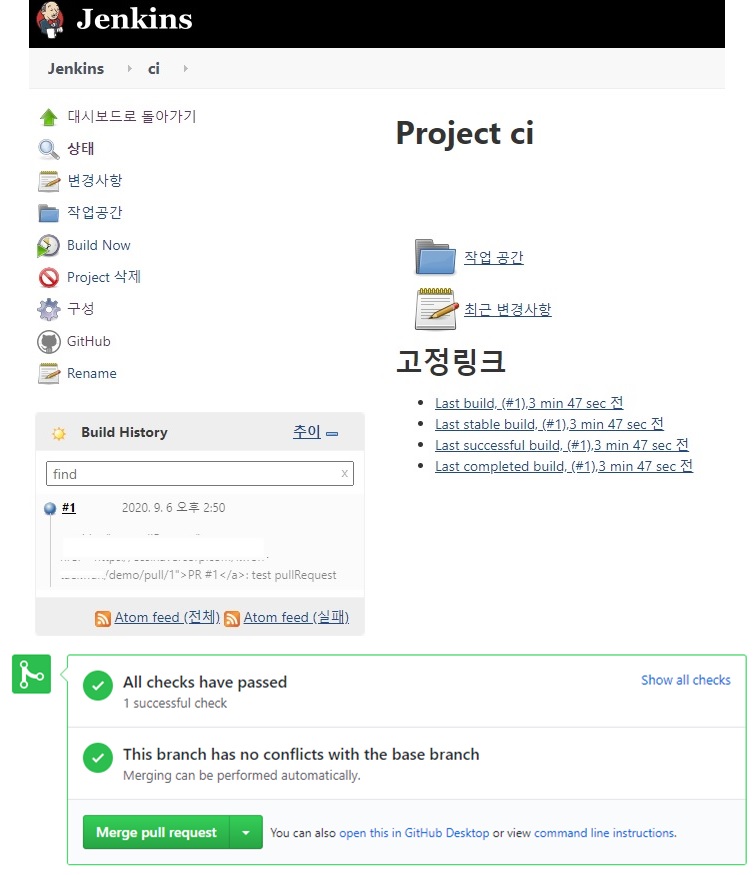 Jenkins
Jenkins ci
대시보드로 돌아가기
상태
변경사항
작업공간
Build Now
Project 삭제
구성
GitHub
Rename
Build History 추이
find x
#1 2020. 9. 6 오후 2:50
/demo/pull/1">PR #1</a>: test pullRequest
Atom feed (전체) Atom feed (실패)
Project ci
작업 공간
최근 변경사항
고정링크
Last build, (#1),3 min 47 sec 전
Last stable build, (#1),3 min 47 sec 전
Last successful build, (#1),3 min 47 sec 전
Last completed build, (#1),3 min 47 sec 전
All checks have passed
Show all checks
1 successful check
This branch has no conflicts with the base branch
Merging can be performed automatically.
Merge pull request You can also open this in GitHub Desktop or view command line instructions.